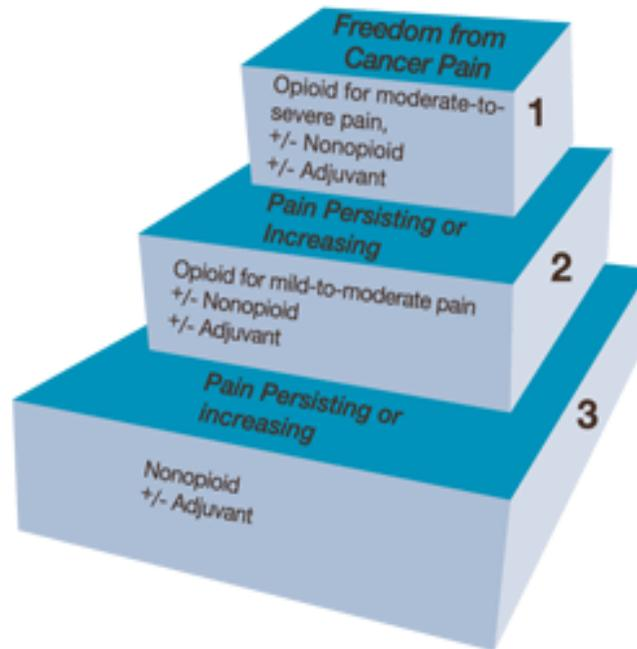 Freedom from
Cancer Pain
Opioid for moderate-to-
severe pain,
+/- Nonopioid
+/- Adjuvant
1
Pain Persisting or
Increasing
Opioid for mild-to-moderate pain
+/- Nonopioid
+/- Adjuvant
2
Pain Persisting or
increasing
Nonopioid
+/- Adjuvant
3